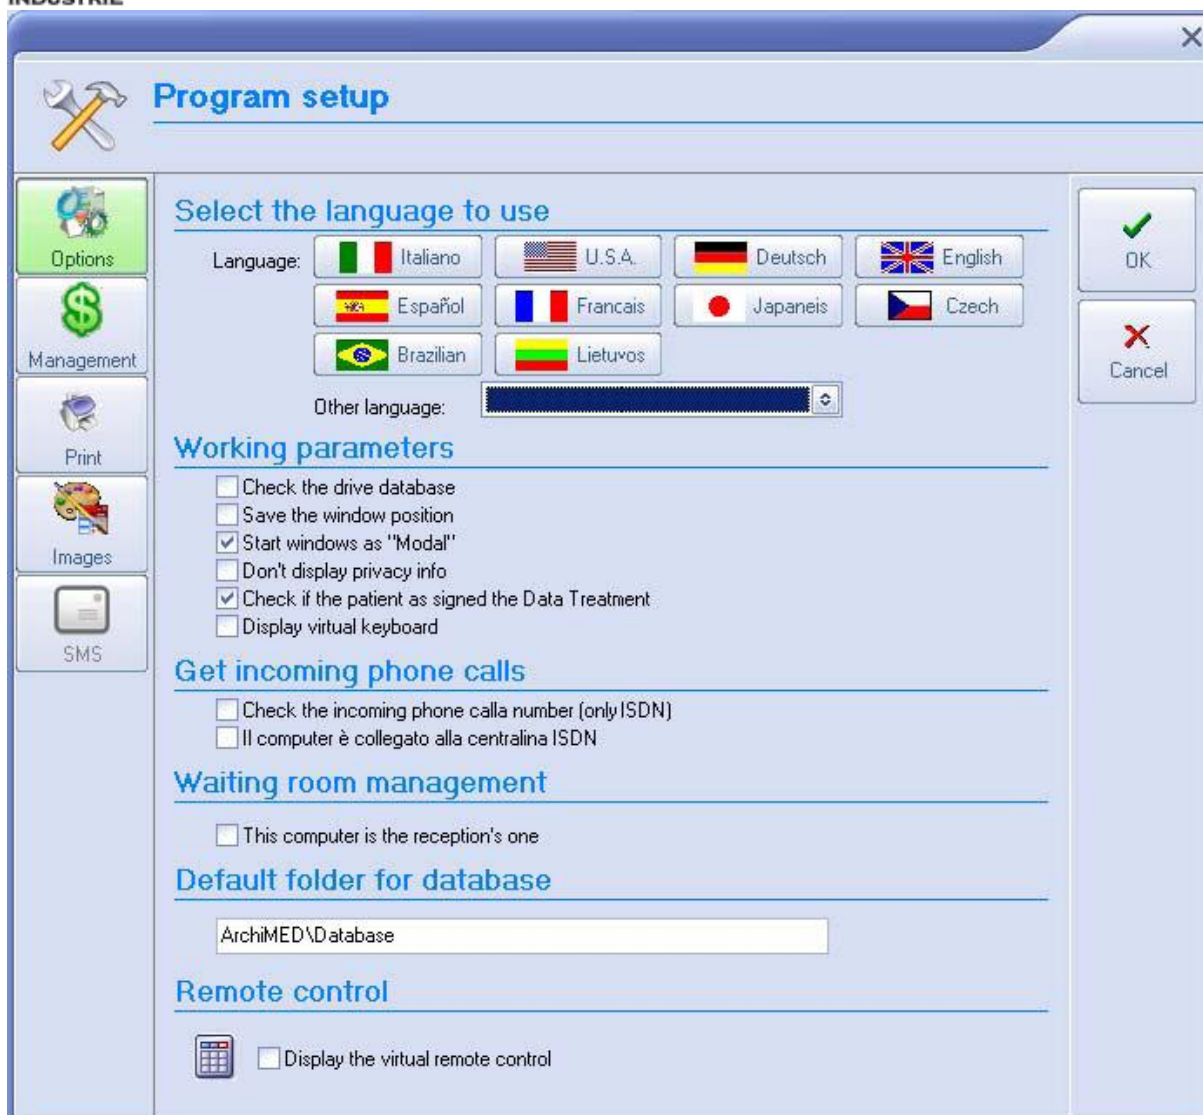 INDUSTRIE
Program setup
Options
Management
Print
Images
SMS
Select the language to use
Language:
Italiano
U.S.A.
Deutsch
English
Español
Francais
Japaneis
Czech
Brazilian
Lietuvos
Other language:
Working parameters
Check the drive database
Save the window position
Start windows as "Modal"
Don't display privacy info
Check if the patient as signed the Data Treatment
Display virtual keyboard
Get incoming phone calls
Check the incoming phone calla number (only ISDN)
Il computer è collegato alla centralina ISDN
Waiting room management
This computer is the reception's one
Default folder for database
ArchiMED\Database
Remote control
Display the virtual remote control
OK
Cancel